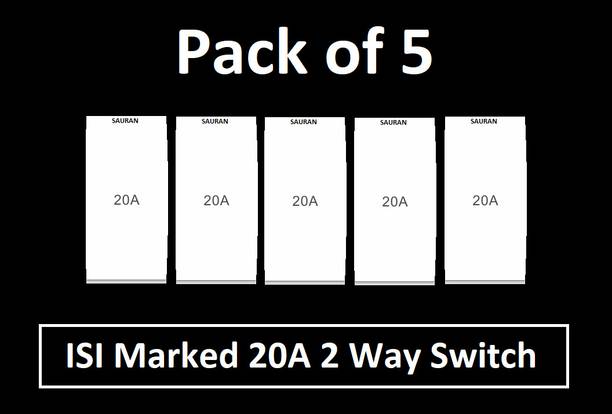 Pack of 5
SAURAN SAURAN SAURAN SAURAN SAURAN
20A 20A 20A 20A 20A
ISI Marked 20A 2 Way Switch